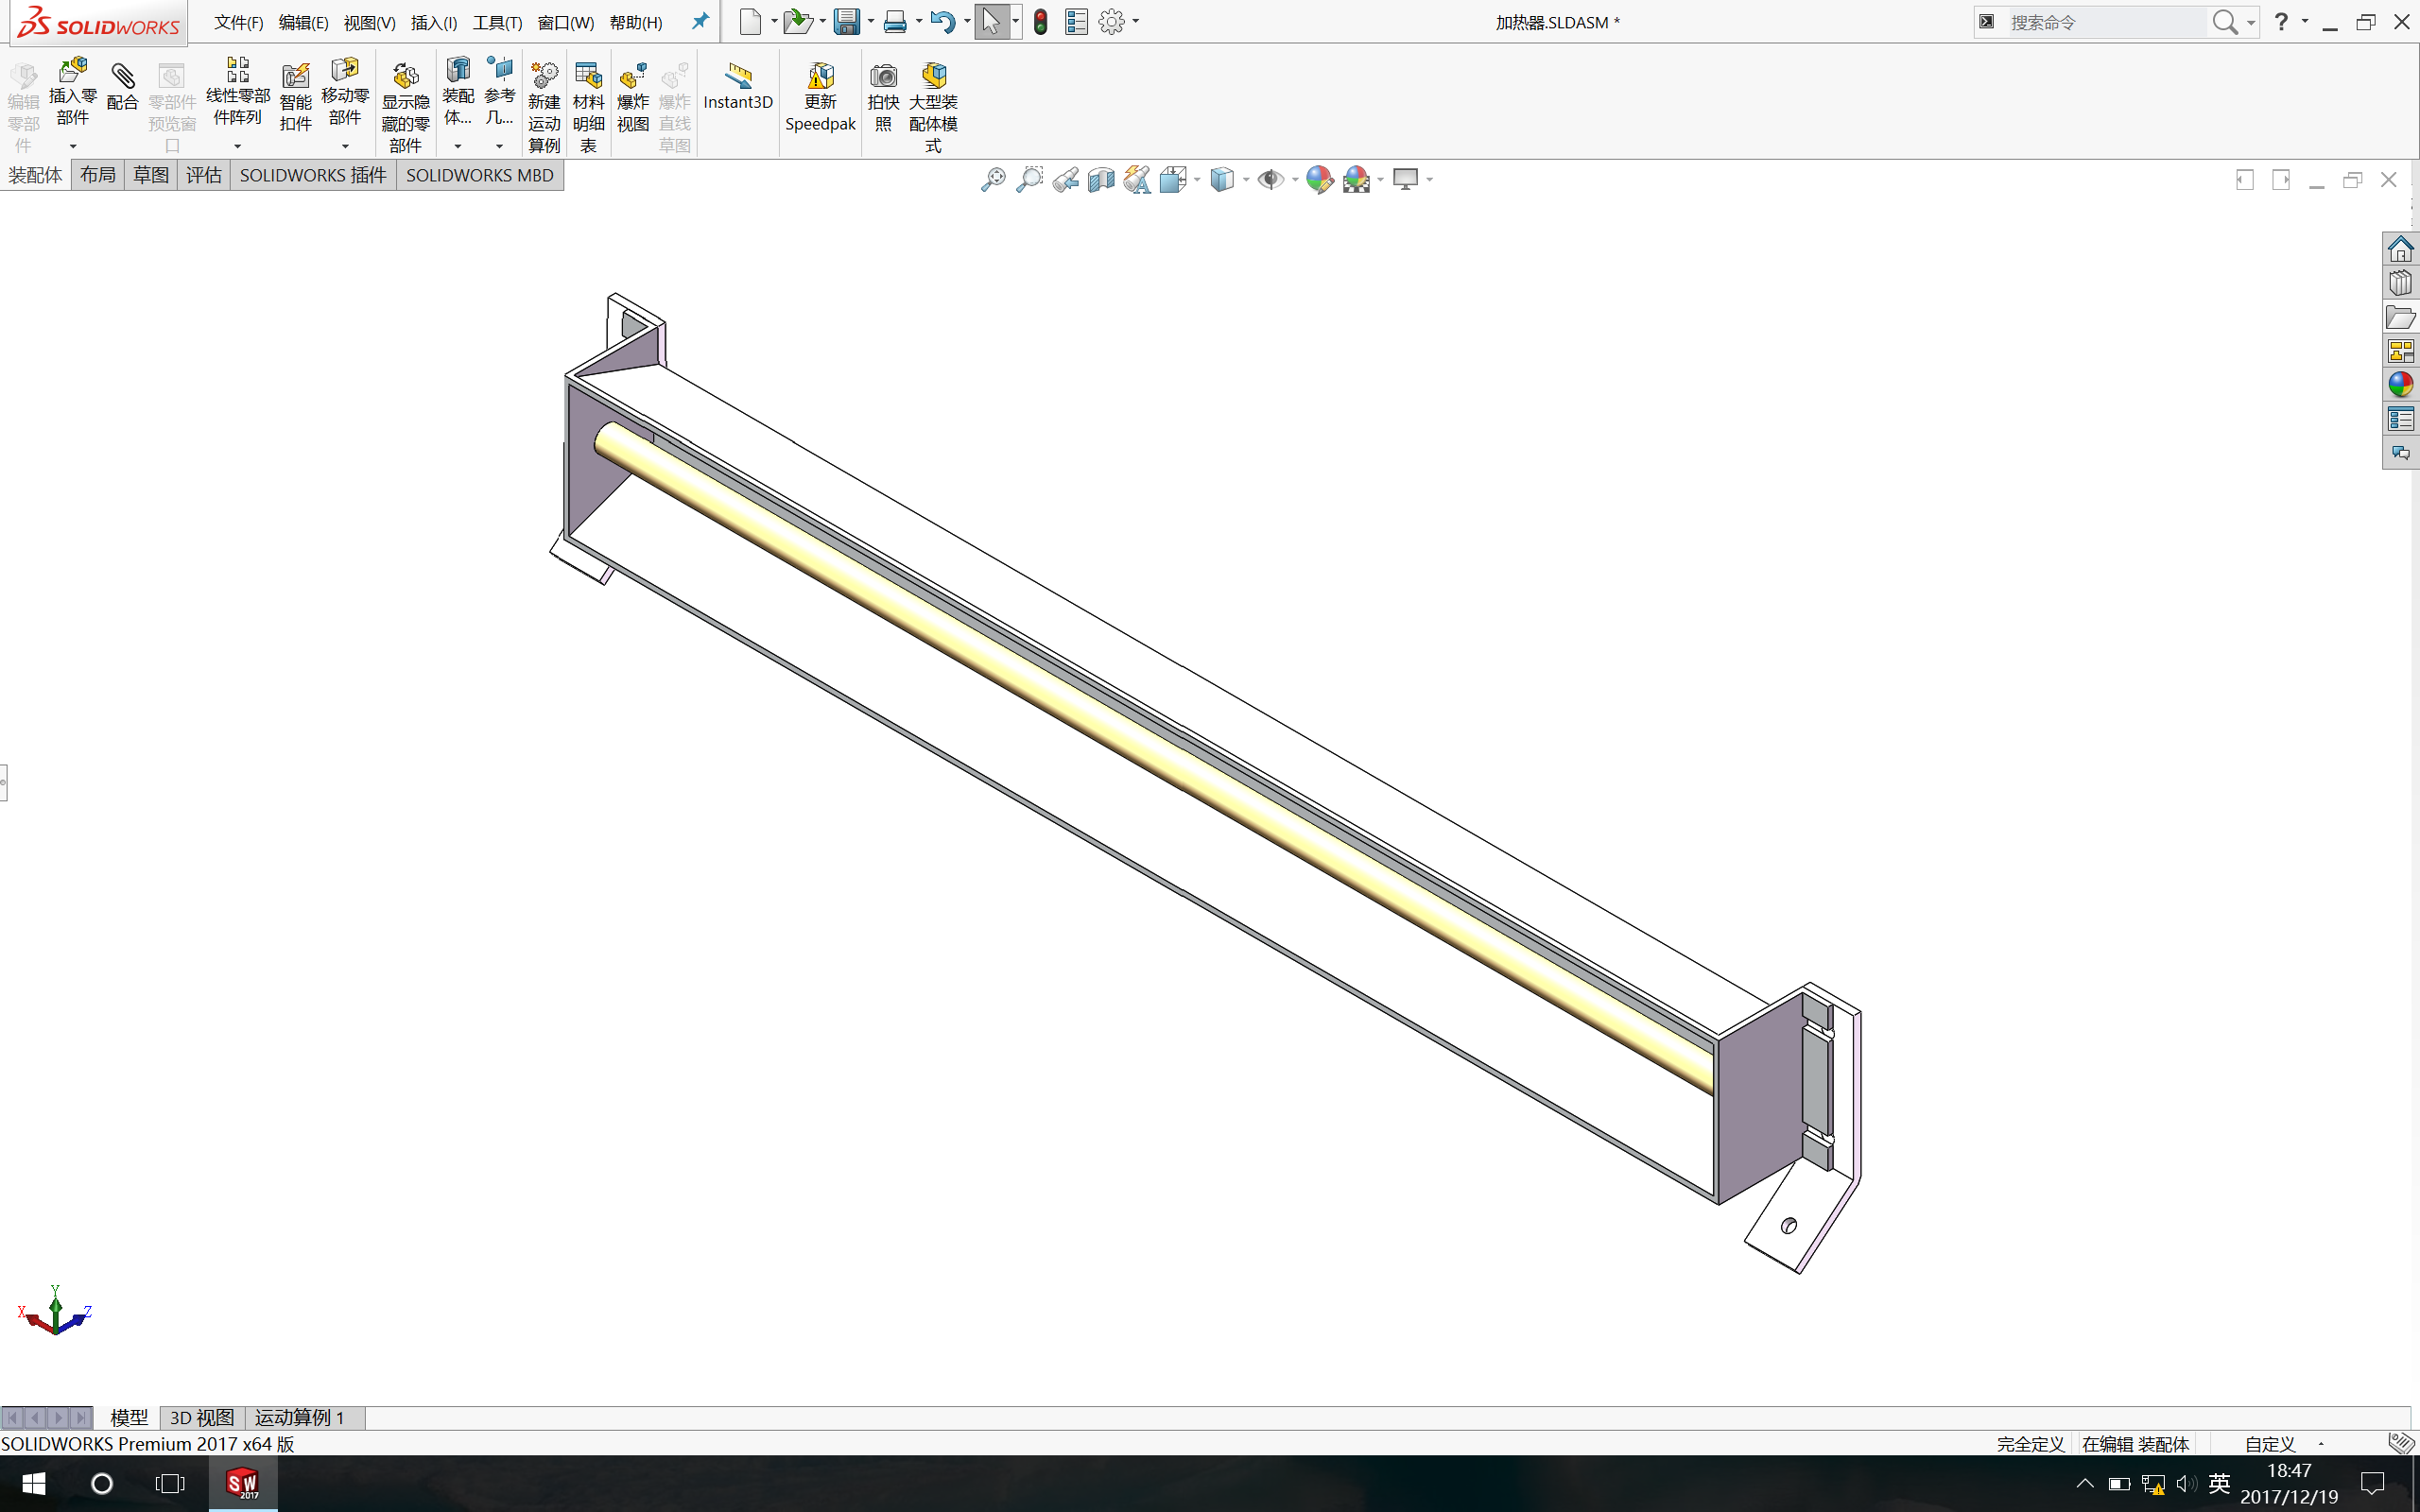 SOLIDWORKS 文件(F) 编辑(E) 视图(V) 插入(I) 工具(T) 窗口(W) 帮助(H) 加热器.SLDASM * 搜索命令 ?
编辑零部件
插入零部件
配合
零部件预览窗口
线性零部件阵列
智能扣件
移动零部件
显示隐藏的零部件
装配体...
参考几...
新建运动算例
材料明细表
爆炸视图
爆炸直线草图
Instant3D
更新 Speedpak
拍快照
大型装配体模式
装配体 布局 草图 评估 SOLIDWORKS 插件 SOLIDWORKS MBD
Y
X Z
模型 3D 视图 运动算例 1
SOLIDWORKS Premium 2017 x64 版 完全定义 在编辑 装配体 自定义
SW 2017 英 18:47
2017/12/19